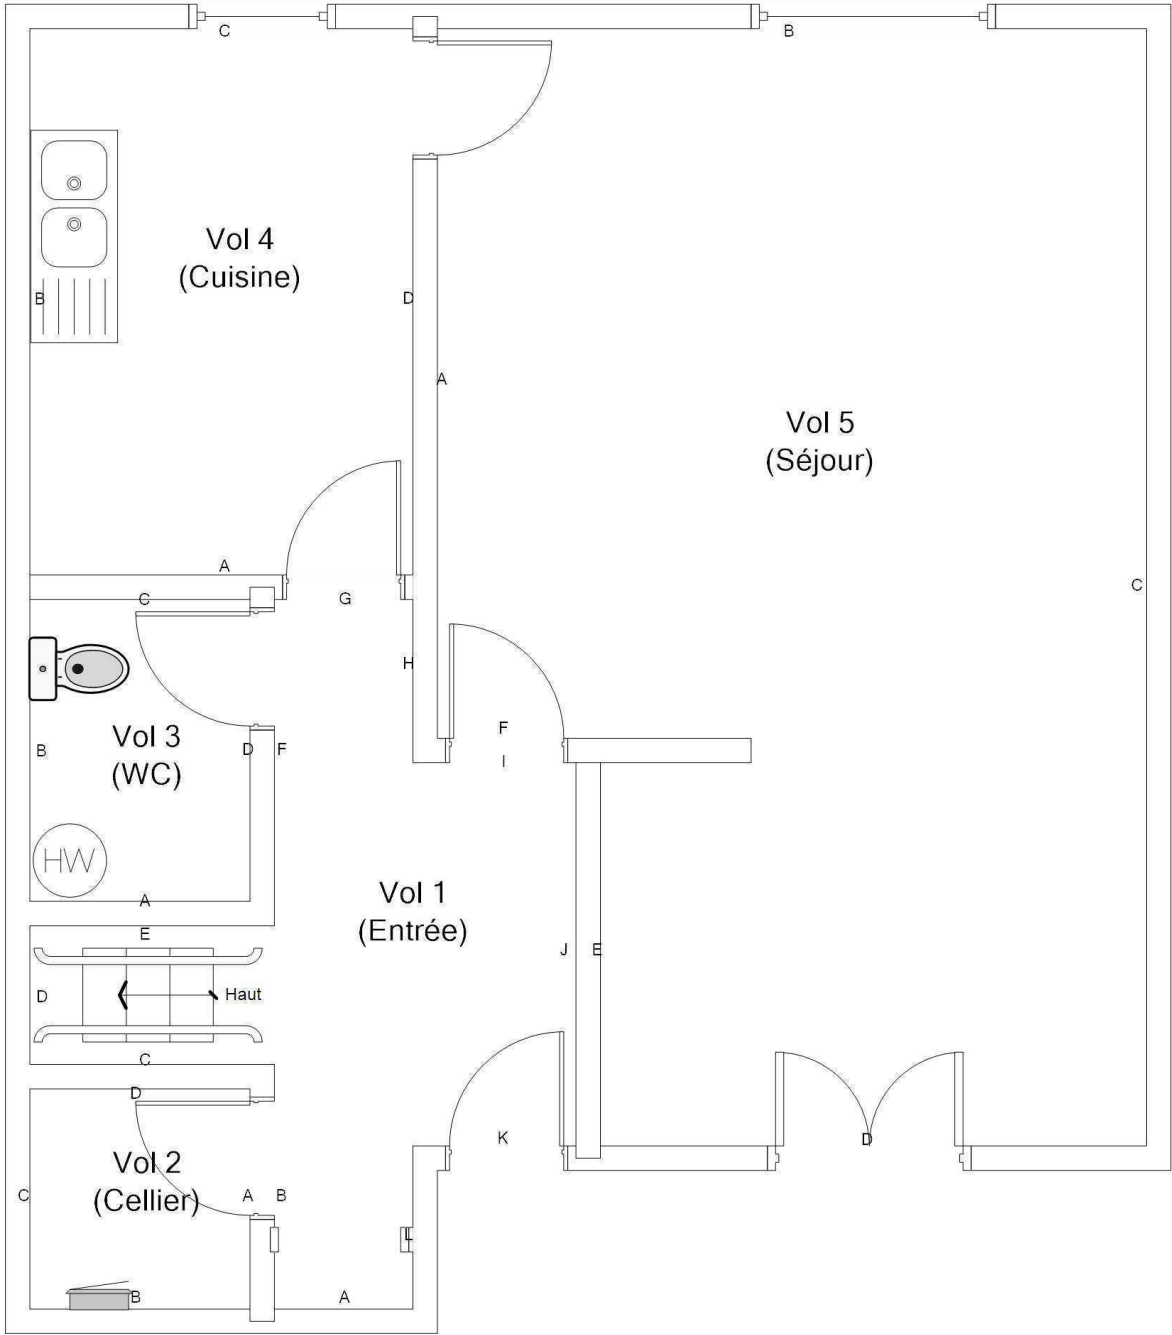 C
B
Vol 4
(Cuisine)
B
D
A
Vol 5
(Séjour)
A
C
G
C
H
F
I
Vol 3
(WC)
B
D
F
HW
A
Vol 1
(Entrée)
E
J
E
D
Haut
C
D
K
D
Vol 2
(Cellier)
C
A
B
L
B
A